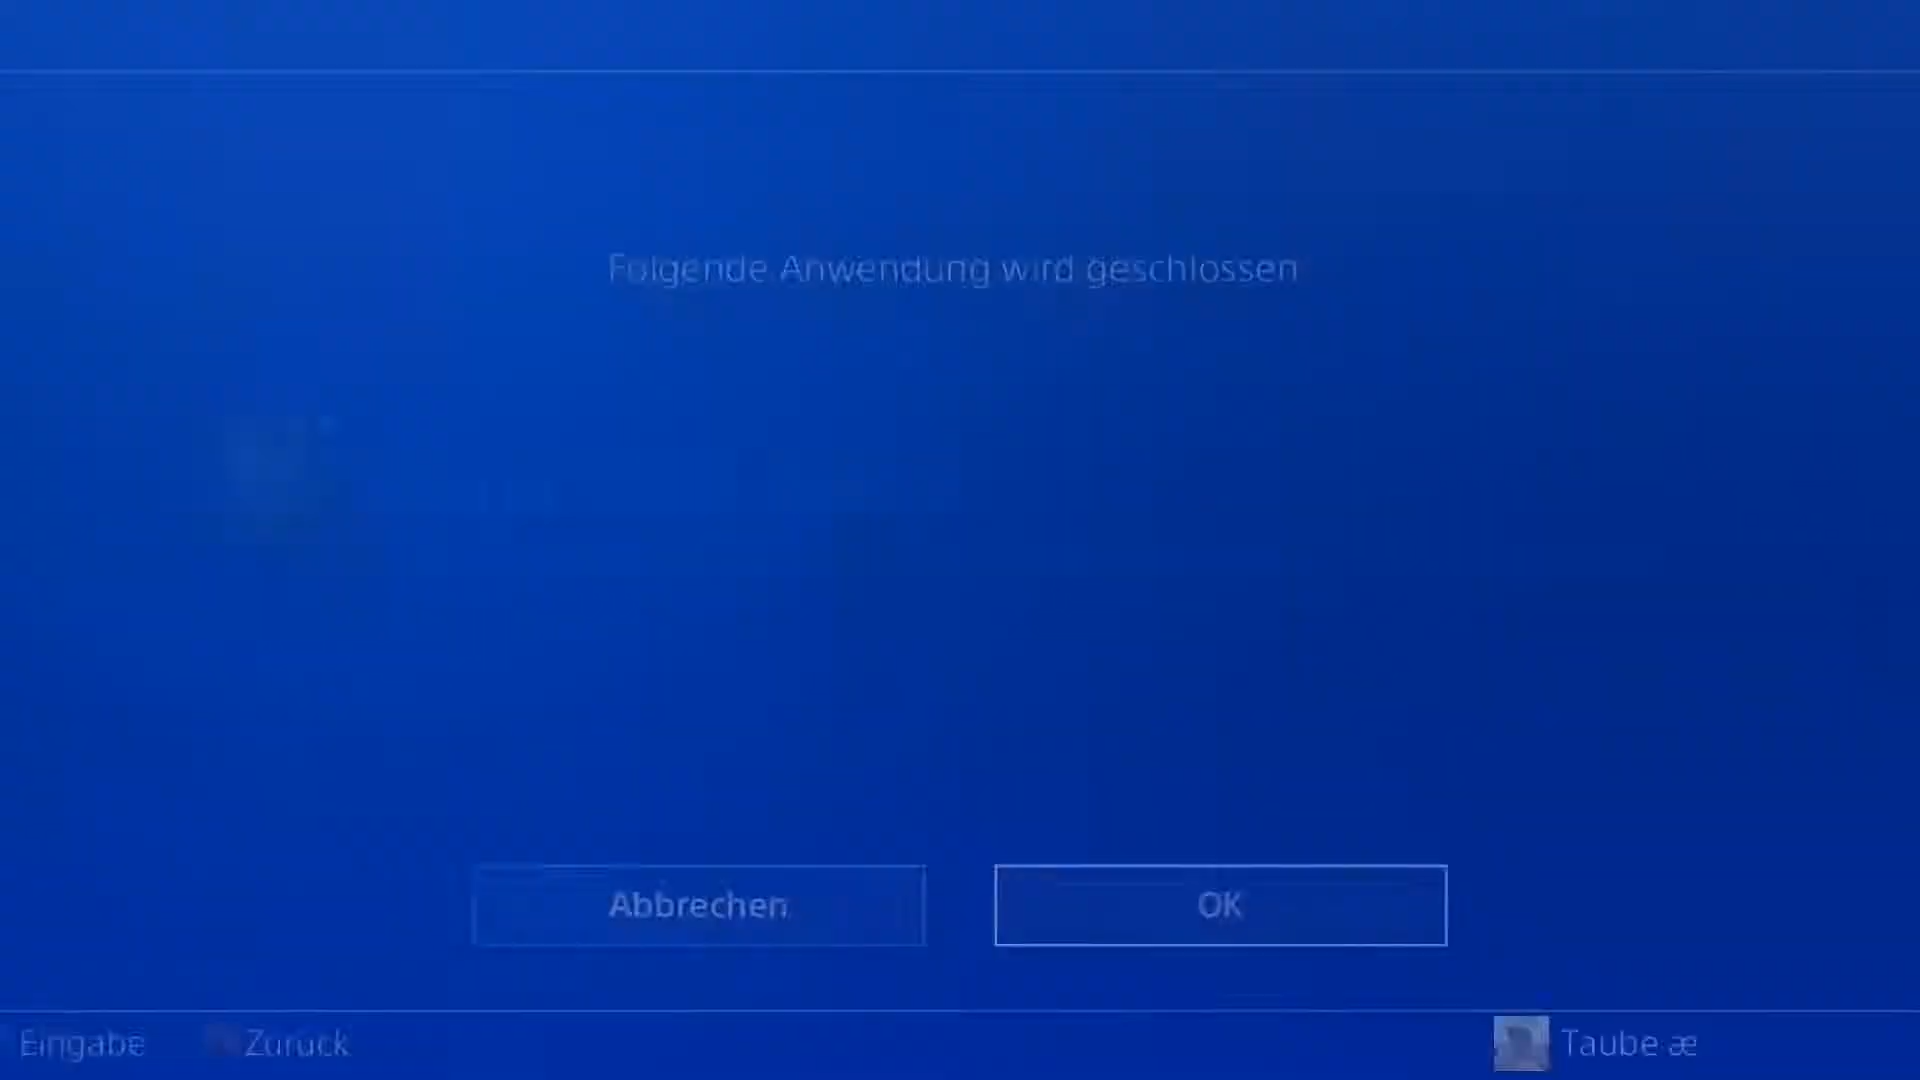 Folgende Anwendung wird geschlossen
Abbrechen
OK
Eingabe
Zurück
Taube æ